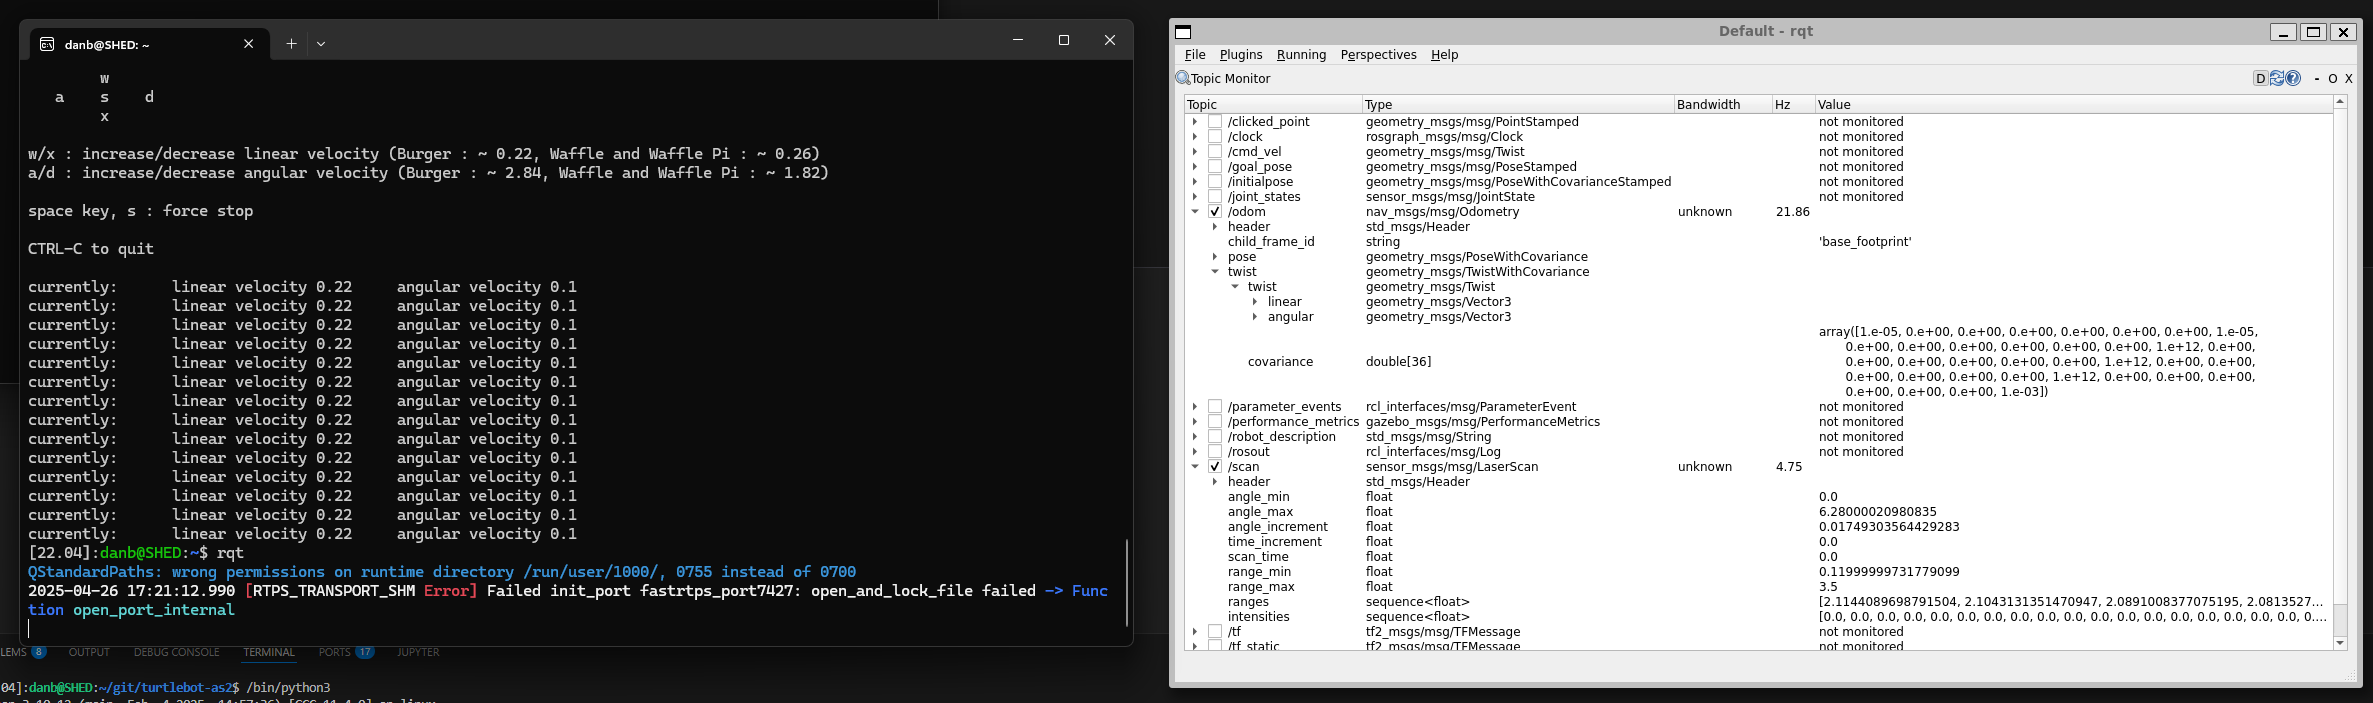 danb@SHED: ~
w
a s d
x
w/x : increase/decrease linear velocity (Burger : ~ 0.22, Waffle and Waffle Pi : ~ 0.26)
a/d : increase/decrease angular velocity (Burger : ~ 2.84, Waffle and Waffle Pi : ~ 1.82)
space key, s : force stop
CTRL-C to quit
currently: linear velocity 0.22 angular velocity 0.1
currently: linear velocity 0.22 angular velocity 0.1
currently: linear velocity 0.22 angular velocity 0.1
currently: linear velocity 0.22 angular velocity 0.1
currently: linear velocity 0.22 angular velocity 0.1
currently: linear velocity 0.22 angular velocity 0.1
currently: linear velocity 0.22 angular velocity 0.1
currently: linear velocity 0.22 angular velocity 0.1
currently: linear velocity 0.22 angular velocity 0.1
currently: linear velocity 0.22 angular velocity 0.1
currently: linear velocity 0.22 angular velocity 0.1
currently: linear velocity 0.22 angular velocity 0.1
currently: linear velocity 0.22 angular velocity 0.1
currently: linear velocity 0.22 angular velocity 0.1
[22.04]:danb@SHED:~$ rqt
QStandardPaths: wrong permissions on runtime directory /run/user/1000/, 0755 instead of 0700
2025-04-26 17:21:12.990 [RTPS_TRANSPORT_SHM Error] Failed init_port fastrtps_port7427: open_and_lock_file failed -> Func
tion open_port_internal
LEMS 8 OUTPUT DEBUG CONSOLE TERMINAL PORTS 17 JUPYTER
04]:danb@SHED:~/git/turtlebot-as2$ /bin/python3
Default - rqt
File Plugins Running Perspectives Help
Topic Monitor D ? - O X
Topic Type Bandwidth Hz Value
/clicked_point geometry_msgs/msg/PointStamped not monitored
/clock rosgraph_msgs/msg/Clock not monitored
/cmd_vel geometry_msgs/msg/Twist not monitored
/goal_pose geometry_msgs/msg/PoseStamped not monitored
/initialpose geometry_msgs/msg/PoseWithCovarianceStamped not monitored
/joint_states sensor_msgs/msg/JointState not monitored
/odom nav_msgs/msg/Odometry unknown 21.86
header std_msgs/Header
child_frame_id string 'base_footprint'
pose geometry_msgs/PoseWithCovariance
twist geometry_msgs/TwistWithCovariance
twist geometry_msgs/Twist
linear geometry_msgs/Vector3
angular geometry_msgs/Vector3
array([1.e-05, 0.e+00, 0.e+00, 0.e+00, 0.e+00, 0.e+00, 0.e+00, 1.e-05,
0.e+00, 0.e+00, 0.e+00, 0.e+00, 0.e+00, 0.e+00, 1.e+12, 0.e+00,
covariance double[36] 0.e+00, 0.e+00, 0.e+00, 0.e+00, 0.e+00, 1.e+12, 0.e+00, 0.e+00,
0.e+00, 0.e+00, 0.e+00, 0.e+00, 1.e+12, 0.e+00, 0.e+00, 0.e+00,
0.e+00, 0.e+00, 0.e+00, 1.e-03])
/parameter_events rcl_interfaces/msg/ParameterEvent not monitored
/performance_metrics gazebo_msgs/msg/PerformanceMetrics not monitored
/robot_description std_msgs/msg/String not monitored
/rosout rcl_interfaces/msg/Log not monitored
/scan sensor_msgs/msg/LaserScan unknown 4.75
header std_msgs/Header
angle_min float 0.0
angle_max float 6.28000020980835
angle_increment float 0.01749303564429283
time_increment float 0.0
scan_time float 0.0
range_min float 0.11999999731779099
range_max float 3.5
ranges sequence<float> [2.1144089698791504, 2.1043131351470947, 2.0891008377075195, 2.0813527...
intensities sequence<float> [0.0, 0.0, 0.0, 0.0, 0.0, 0.0, 0.0, 0.0, 0.0, 0.0, 0.0, 0.0, 0.0, 0.0, 0.0, 0.0, 0.0, 0.0, 0....
/tf tf2_msgs/msg/TFMessage not monitored
/tf_static tf2_msgs/msg/TFMessage not monitored